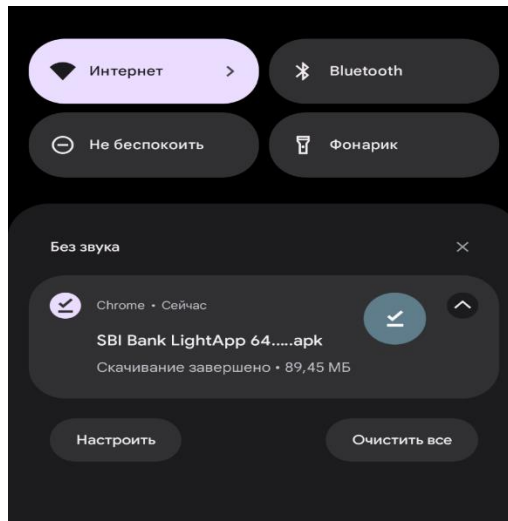 Интернет
Bluetooth
Не беспокоить
Фонарик
Без звука
Chrome • Сейчас
SBI Bank LightApp 64.....apk
Скачивание завершено • 89,45 МБ
Настроить
Очистить все